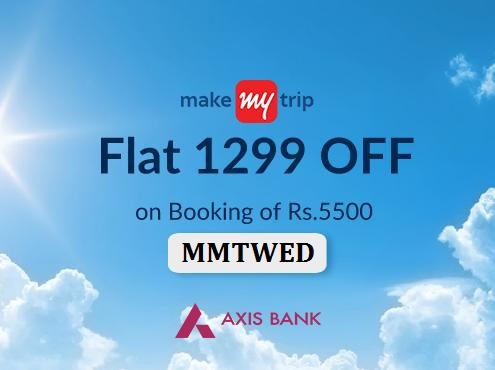 make my trip
Flat 1299 OFF
on Booking of Rs.5500
MMTWED
AXIS BANK